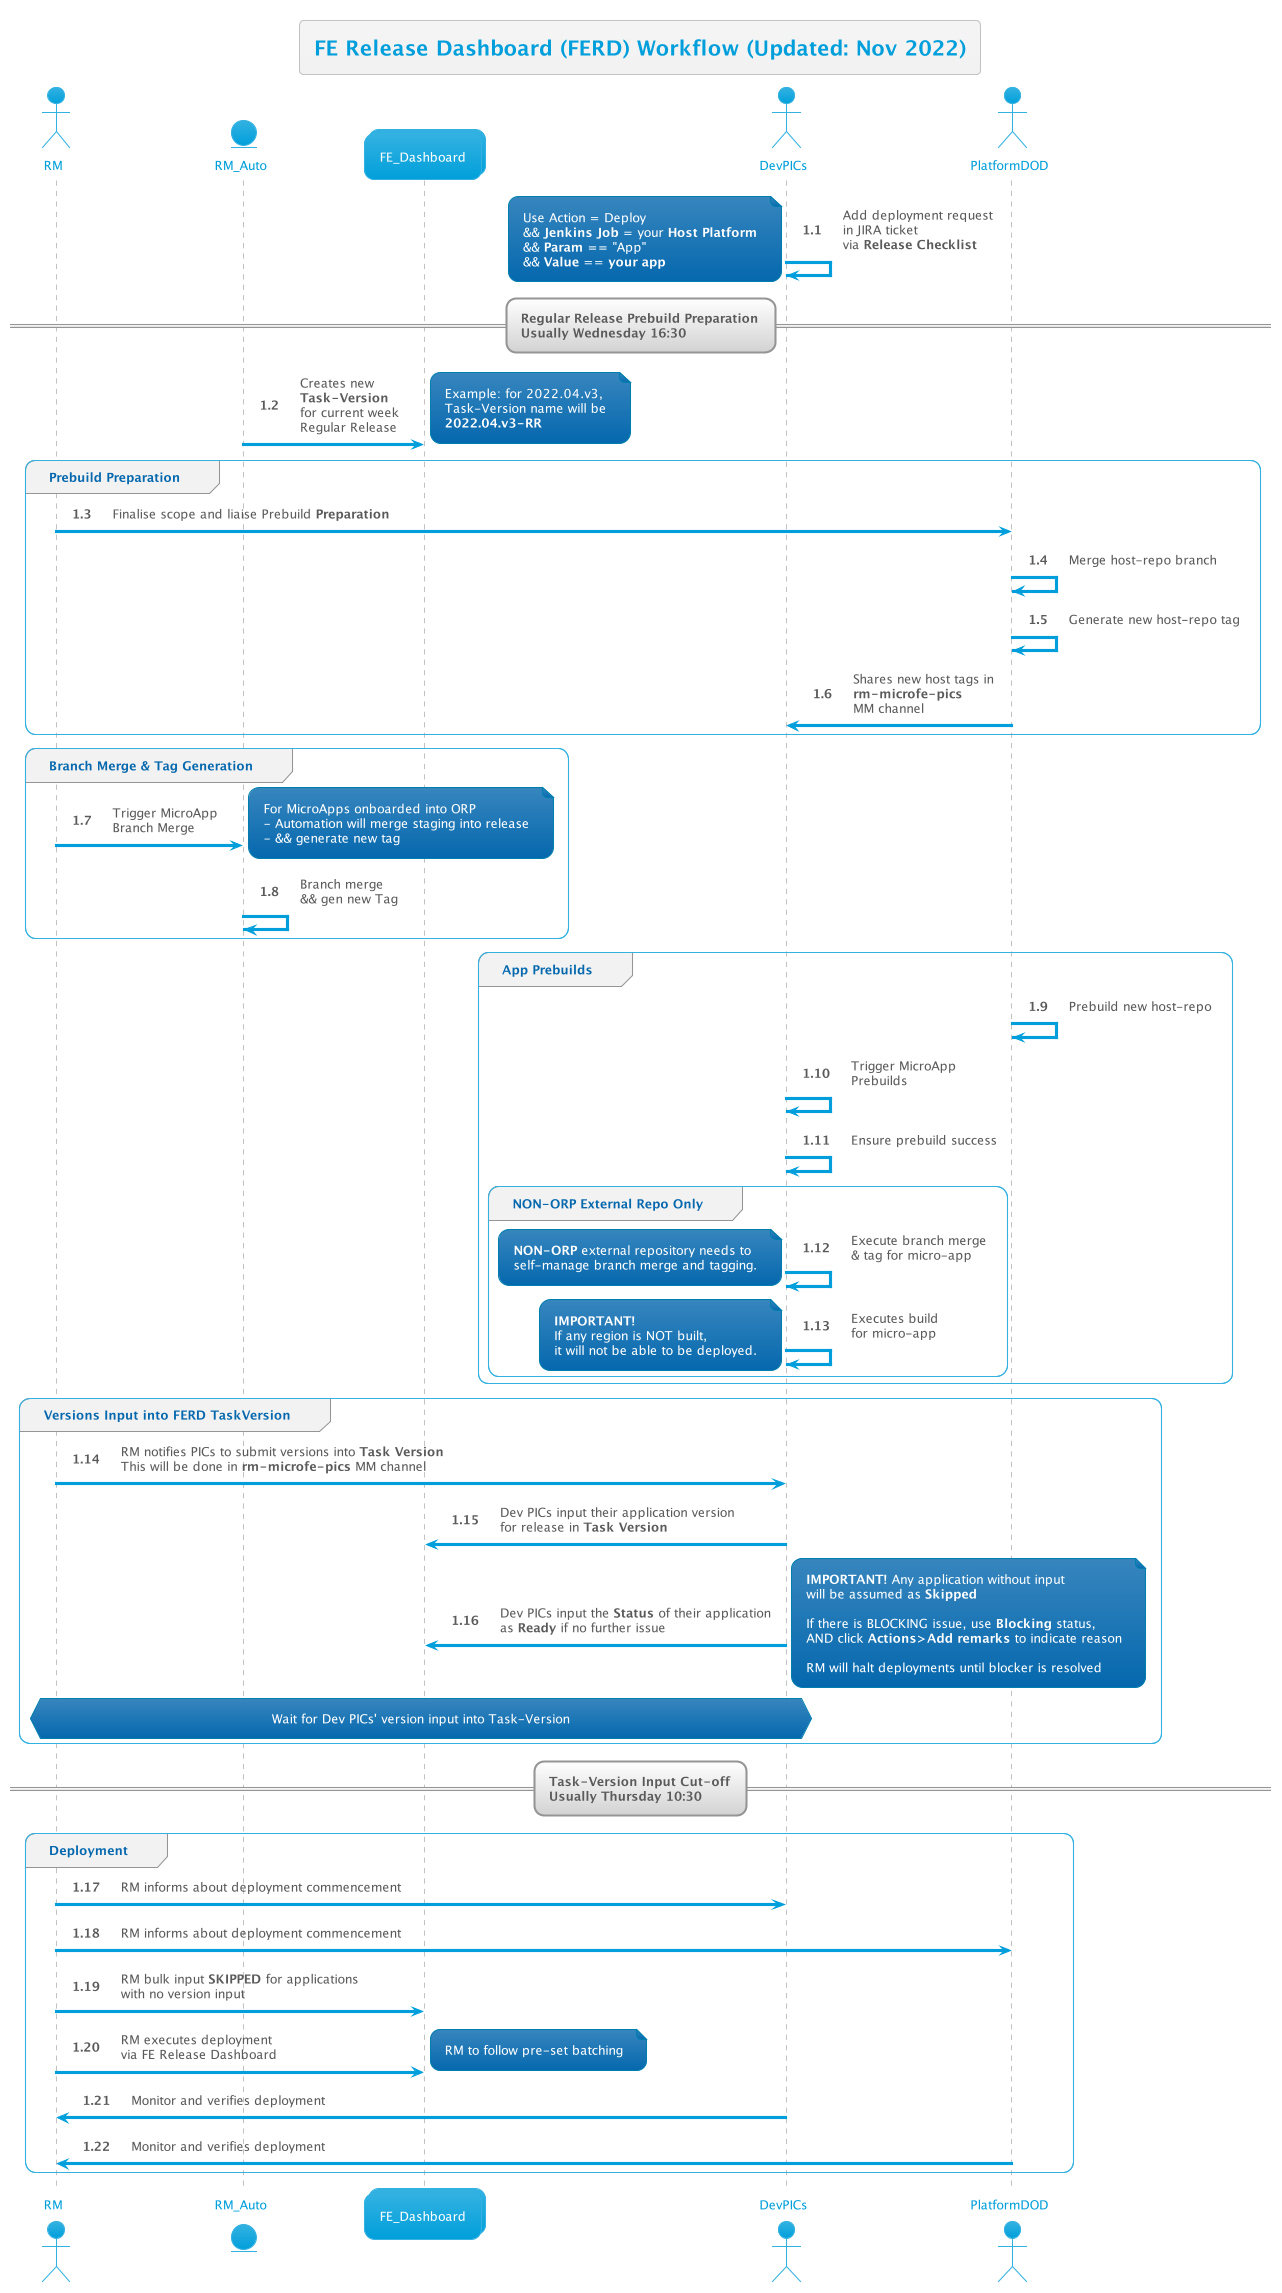 FE Release Dashboard (FERD) Workflow (Updated: Nov 2022)
RM
RM_Auto
FE_Dashboard
DevPICs
PlatformDOD
Use Action = Deploy
&& Jenkins Job = your Host Platform
&& Param == "App"
&& Value == your app
1.1
Add deployment request
in JIRA ticket
via Release Checklist
Regular Release Prebuild Preparation
Usually Wednesday 16:30
1.2
Creates new
Task-Version
for current week
Regular Release
Example: for 2022.04.v3,
Task-Version name will be
2022.04.v3-RR
Prebuild Preparation
1.3 Finalise scope and liaise Prebuild Preparation
1.4 Merge host-repo branch
1.5 Generate new host-repo tag
1.6
Shares new host tags in
rm-microfe-pics
MM channel
Branch Merge & Tag Generation
1.7
Trigger MicroApp
Branch Merge
For MicroApps onboarded into ORP
- Automation will merge staging into release
- && generate new tag
1.8
Branch merge
&& gen new Tag
App Prebuilds
1.9 Prebuild new host-repo
1.10
Trigger MicroApp
Prebuilds
1.11 Ensure prebuild success
NON-ORP External Repo Only
NON-ORP external repository needs to
self-manage branch merge and tagging.
1.12
Execute branch merge
& tag for micro-app
IMPORTANT!
If any region is NOT built,
it will not be able to be deployed.
1.13
Executes build
for micro-app
Versions Input into FERD TaskVersion
1.14
RM notifies PICs to submit versions into Task Version
This will be done in rm-microfe-pics MM channel
1.15
Dev PICs input their application version
for release in Task Version
1.16
Dev PICs input the Status of their application
as Ready if no further issue
IMPORTANT! Any application without input
will be assumed as Skipped
If there is BLOCKING issue, use Blocking status,
AND click Actions>Add remarks to indicate reason
RM will halt deployments until blocker is resolved
Wait for Dev PICs' version input into Task-Version
Task-Version Input Cut-off
Usually Thursday 10:30
Deployment
1.17 RM informs about deployment commencement
1.18 RM informs about deployment commencement
1.19
RM bulk input SKIPPED for applications
with no version input
1.20
RM executes deployment
via FE Release Dashboard
RM to follow pre-set batching
1.21 Monitor and verifies deployment
1.22 Monitor and verifies deployment
RM
RM_Auto
FE_Dashboard
DevPICs
PlatformDOD